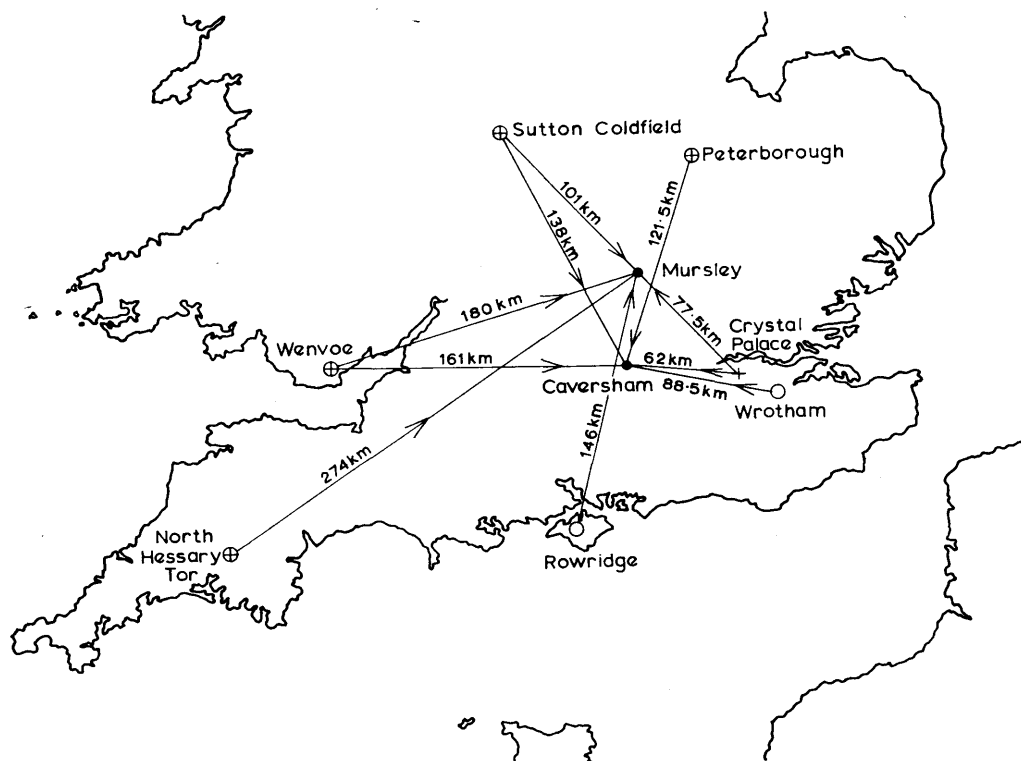 Sutton Coldfield
Peterborough
101km
138km
121·5km
Mursley
180km
77·5km
Crystal
Palace
Wenvoe
161km
62km
Caversham
88·5km
Wrotham
146km
274km
North
Hessary
Tor
Rowridge